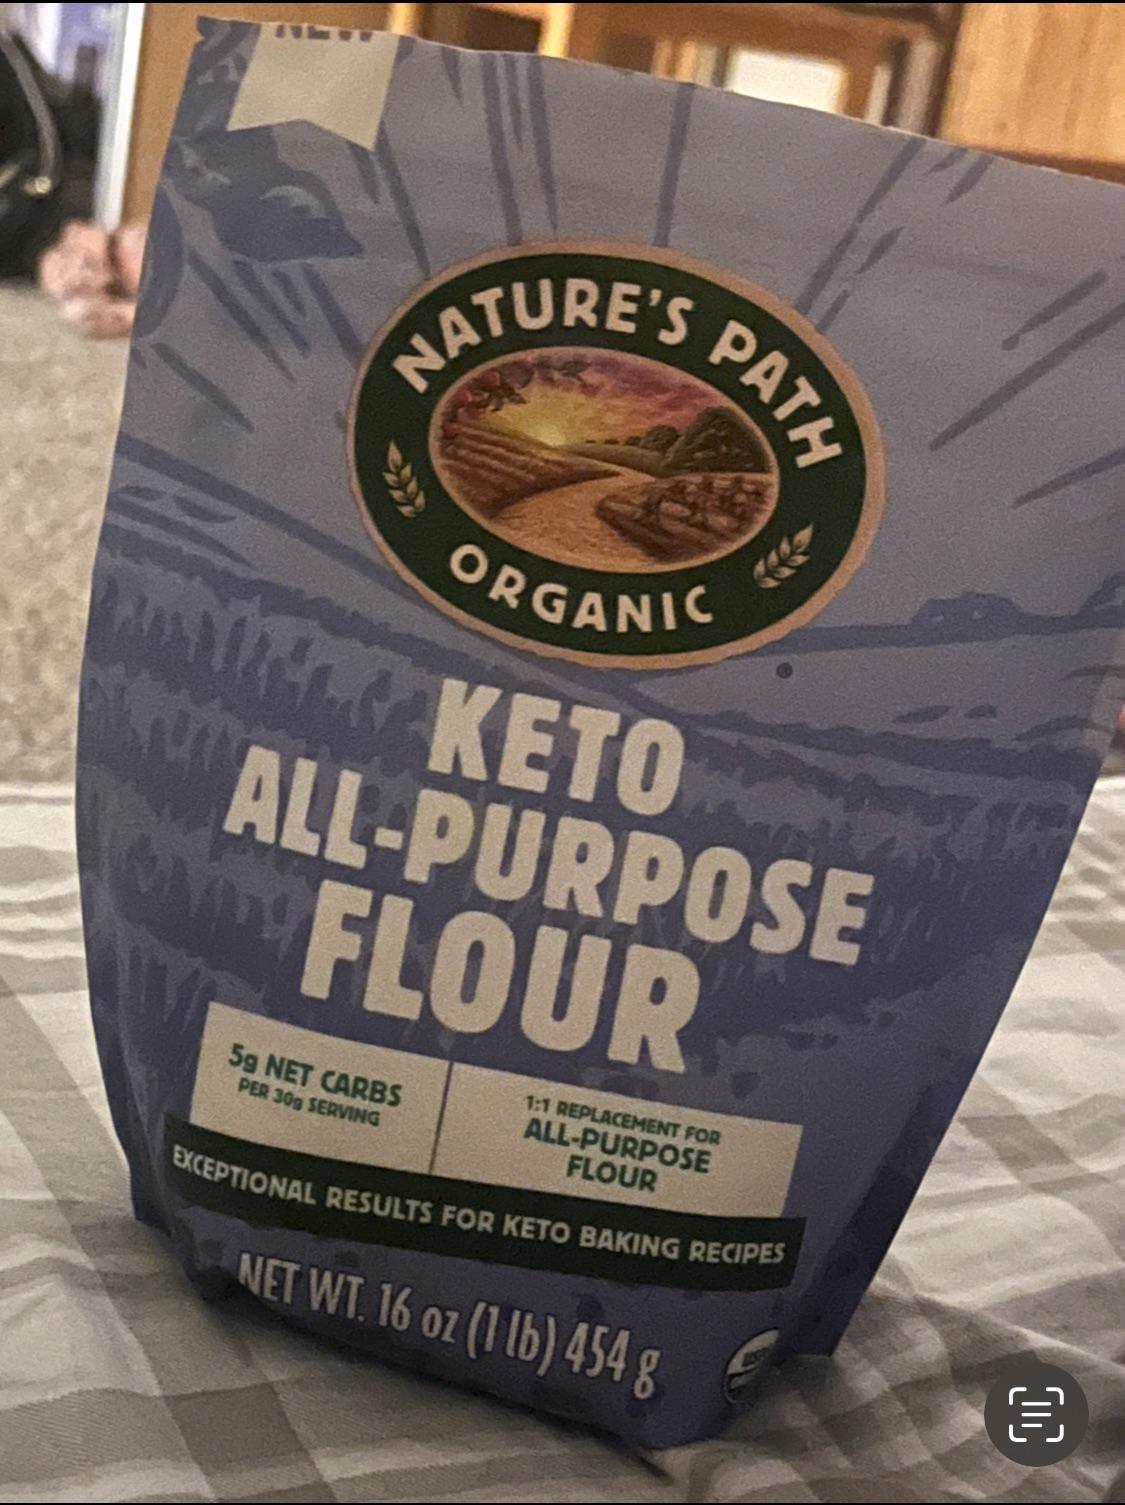 NEW
NATURE'S PATH
ORGANIC
KETO
ALL-PURPOSE
FLOUR
5g NET CARBS
PER 30g SERVING
1:1 REPLACEMENT FOR
ALL-PURPOSE
FLOUR
EXCEPTIONAL RESULTS FOR KETO BAKING RECIPES
NET WT. 16 oz (1 lb) 454 g